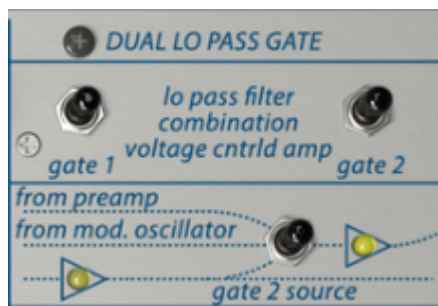 DUAL LO PASS GATE
lo pass filter
combination
voltage cntrld amp
gate 1
gate 2
from preamp
from mod. oscillator
gate 2 source